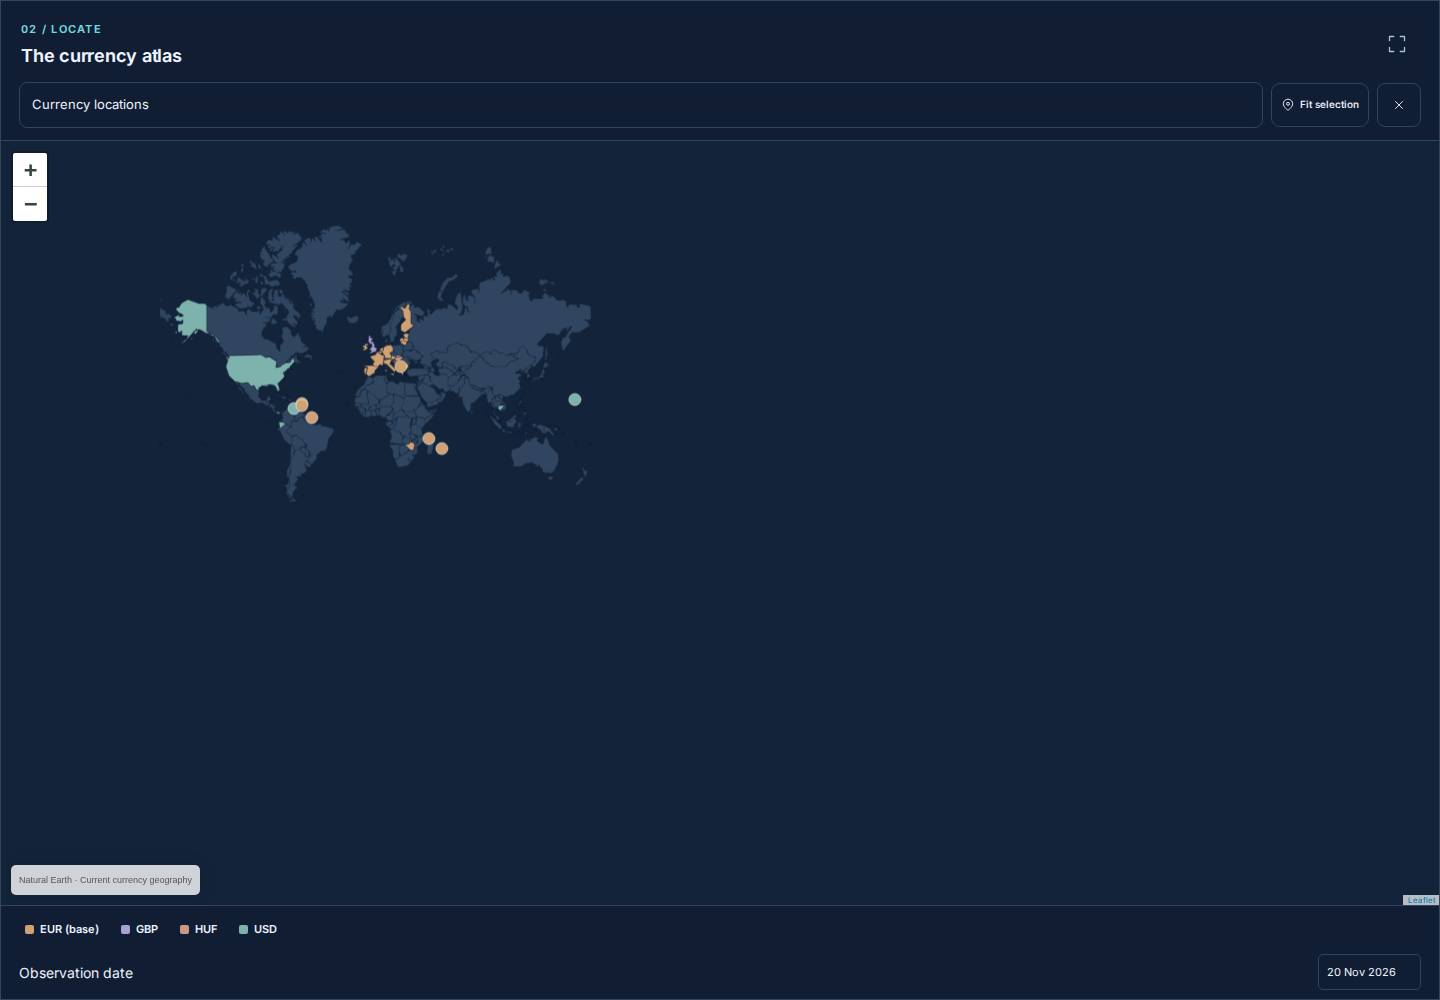 02 / LOCATE
The currency atlas
Currency locations
Fit selection
+
−
Natural Earth · Current currency geography
Leaflet
EUR (base)
GBP
HUF
USD
Observation date
20 Nov 2026